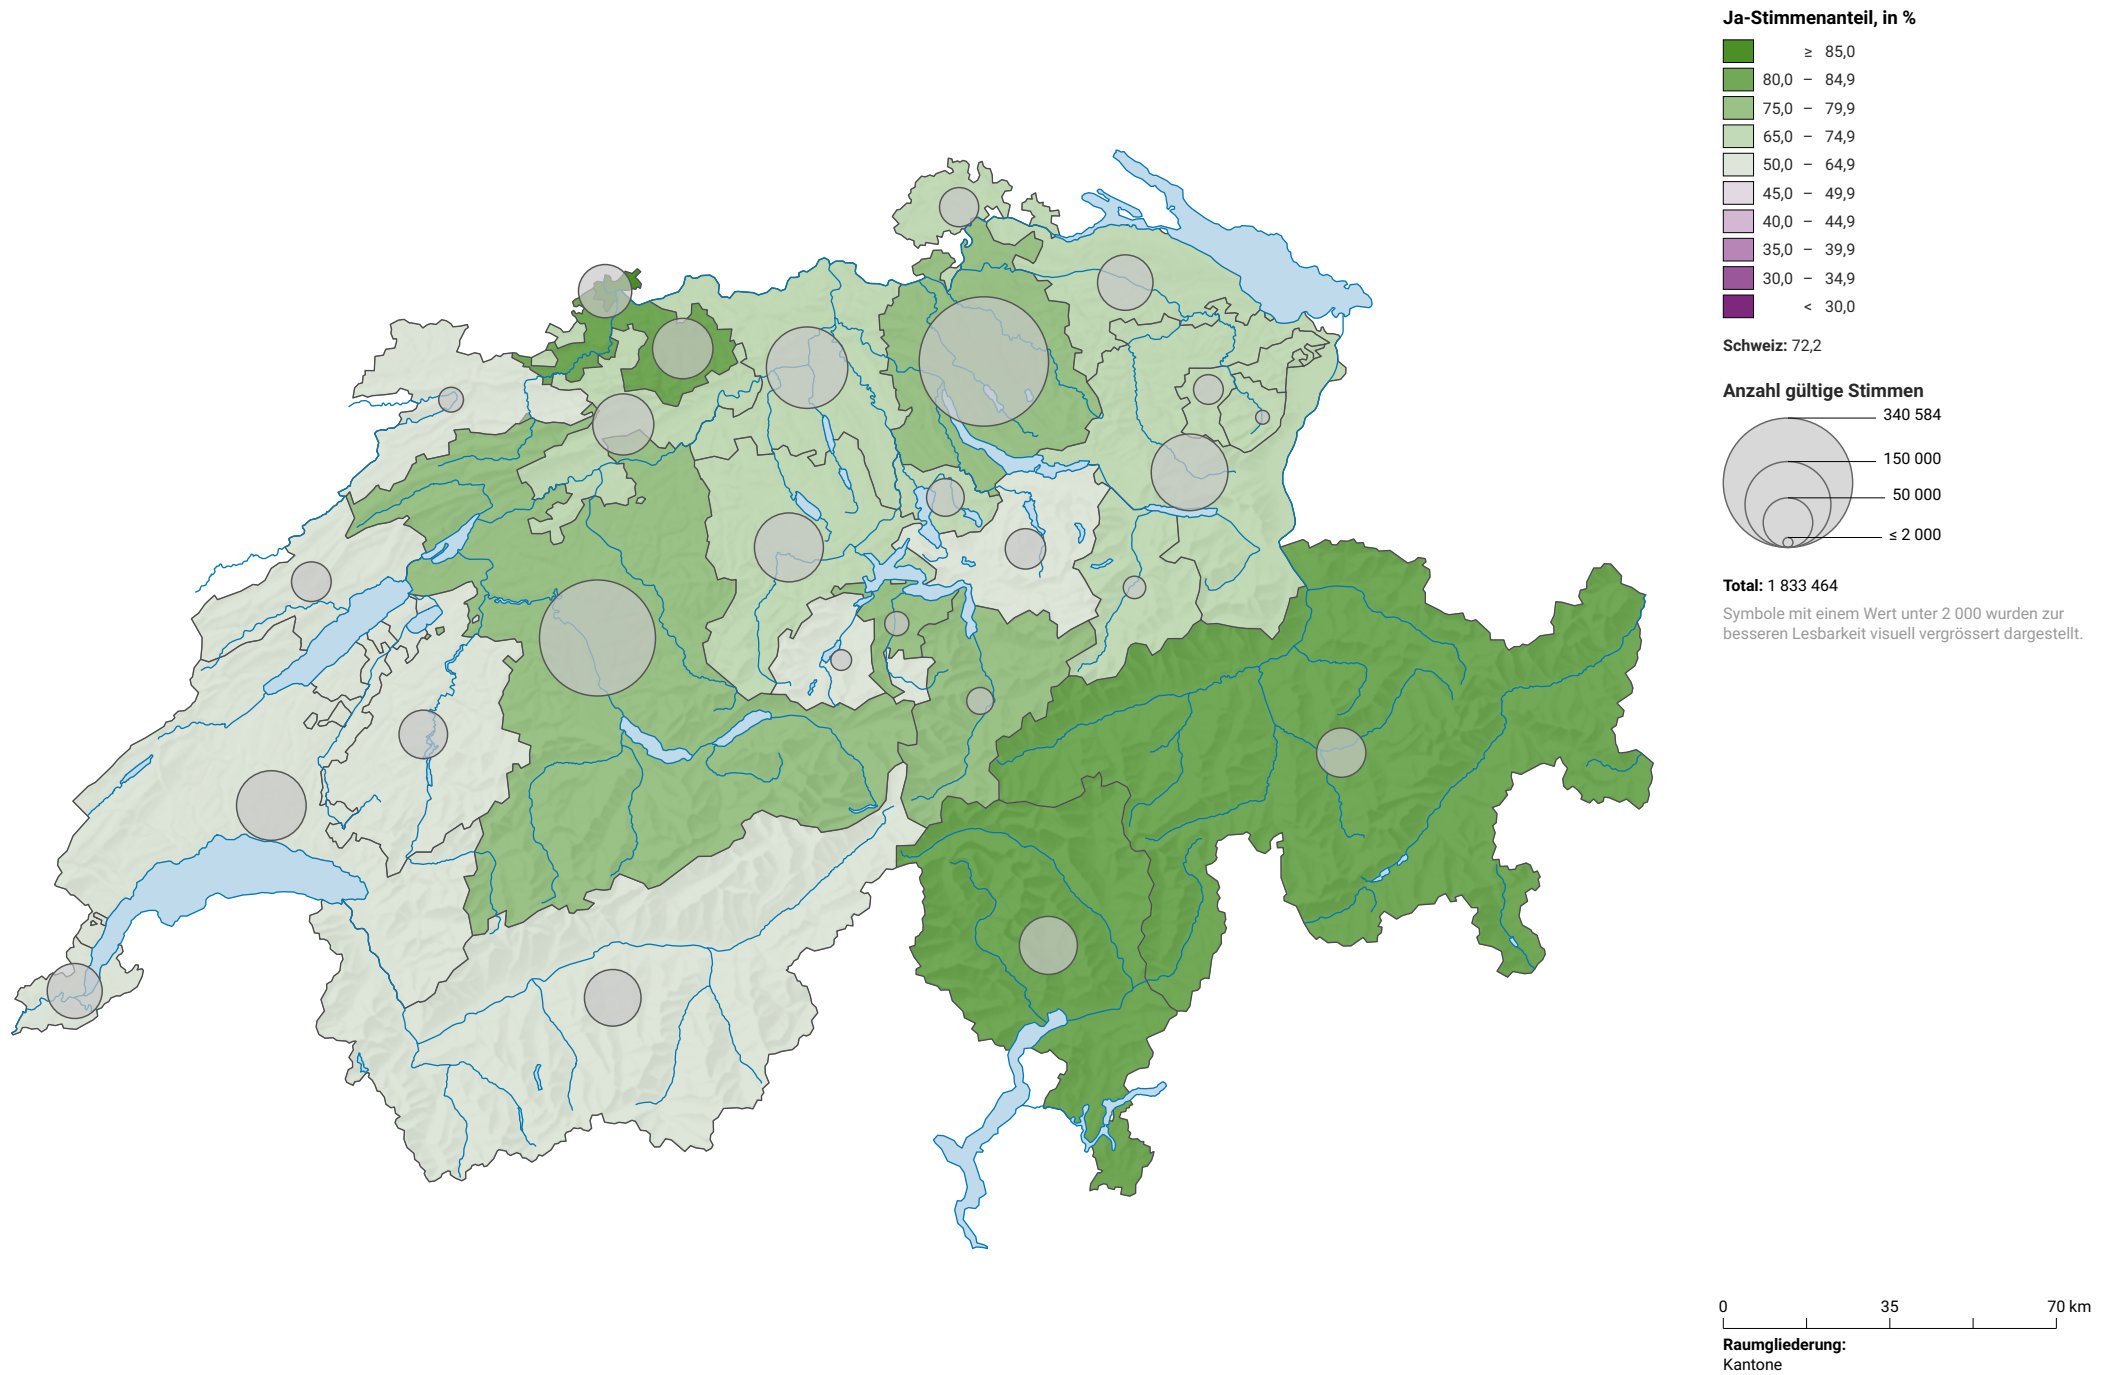 Ja-Stimmenanteil, in %
≥ 85,0
80,0 – 84,9
75,0 – 79,9
65,0 – 74,9
50,0 – 64,9
45,0 – 49,9
40,0 – 44,9
35,0 – 39,9
30,0 – 34,9
< 30,0
Schweiz: 72,2
Anzahl gültige Stimmen
340 584
150 000
50 000
≤ 2 000
Total: 1 833 464
Symbole mit einem Wert unter 2 000 wurden zur
besseren Lesbarkeit visuell vergrössert dargestellt.
0 35 70 km
Raumgliederung:
Kantone